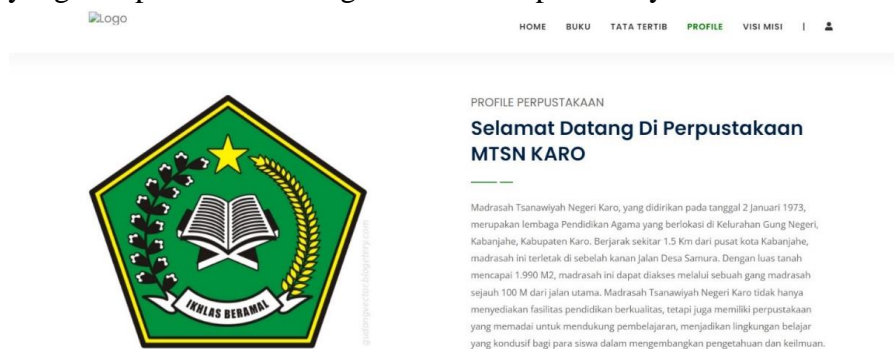 Logo
HOME BUKU TATA TERTIB PROFILE VISI MISI |
PROFILE PERPUSTAKAAN
Selamat Datang Di Perpustakaan
MTSN KARO
Madrasah Tsanawiyah Negeri Karo, yang didirikan pada tanggal 2 Januari 1973,
merupakan lembaga Pendidikan Agama yang berlokasi di Kelurahan Gung Negeri,
Kabanjahe, Kabupaten Karo. Berjarak sekitar 1.5 Km dari pusat kota Kabanjahe,
madrasah ini terletak di sebelah kanan Jalan Desa Samura. Dengan luas tanah
mencapai 1.990 M2, madrasah ini dapat diakses melalui sebuah gang madrasah
sejauh 100 M dari jalan utama. Madrasah Tsanawiyah Negeri Karo tidak hanya
menyediakan fasilitas pendidikan berkualitas, tetapi juga memiliki perpustakaan
yang memadai untuk mendukung pembelajaran, menjadikan lingkungan belajar
yang kondusif bagi para siswa dalam mengembangkan pengetahuan dan keilmuan.
IKHLAS BERAMAL
gudangvector.blogetery.com